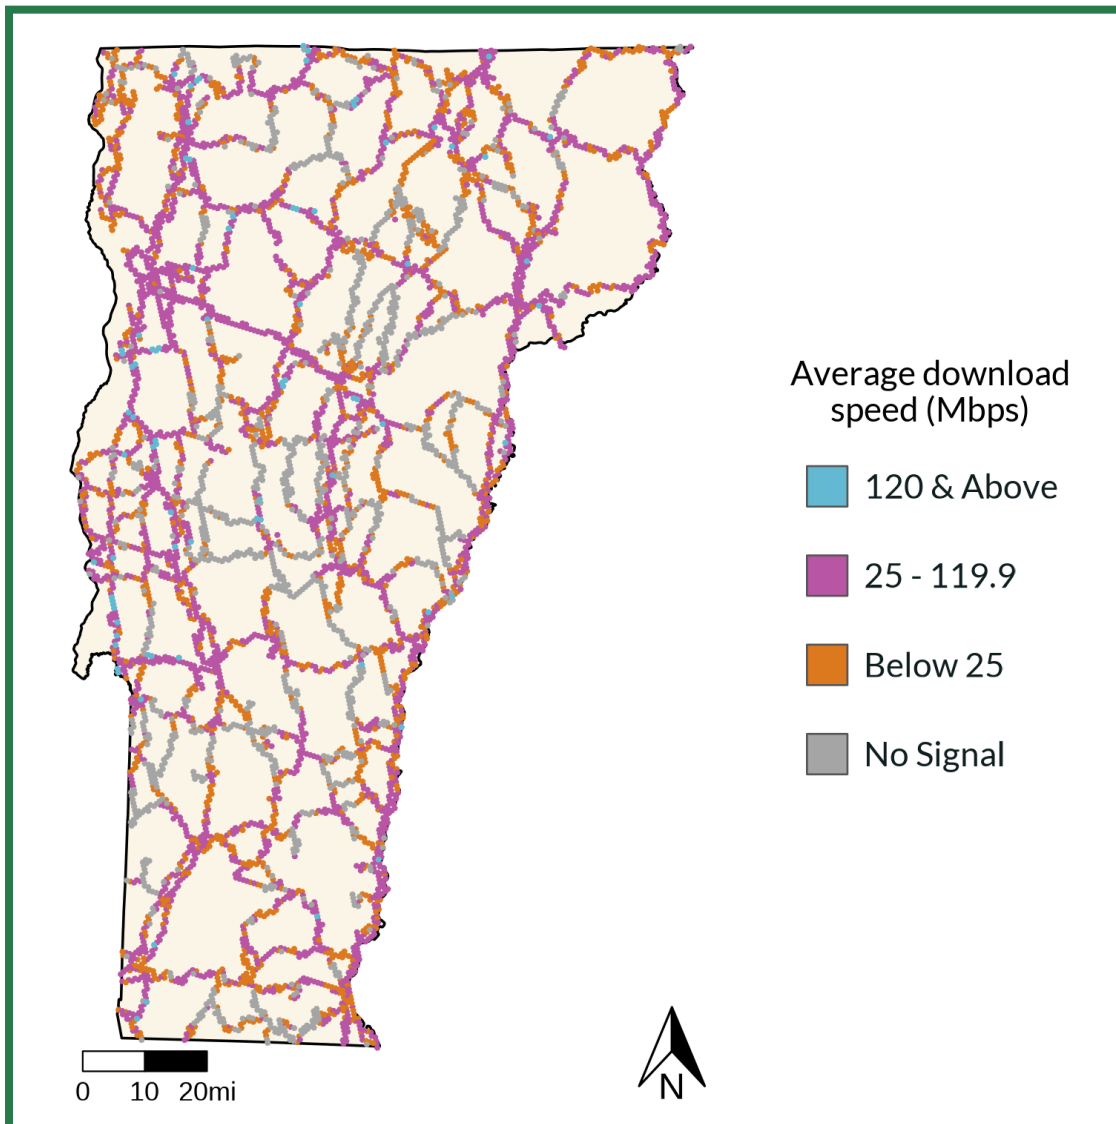 Average download
speed (Mbps)
120 & Above
25 - 119.9
Below 25
No Signal
N
0 10 20mi